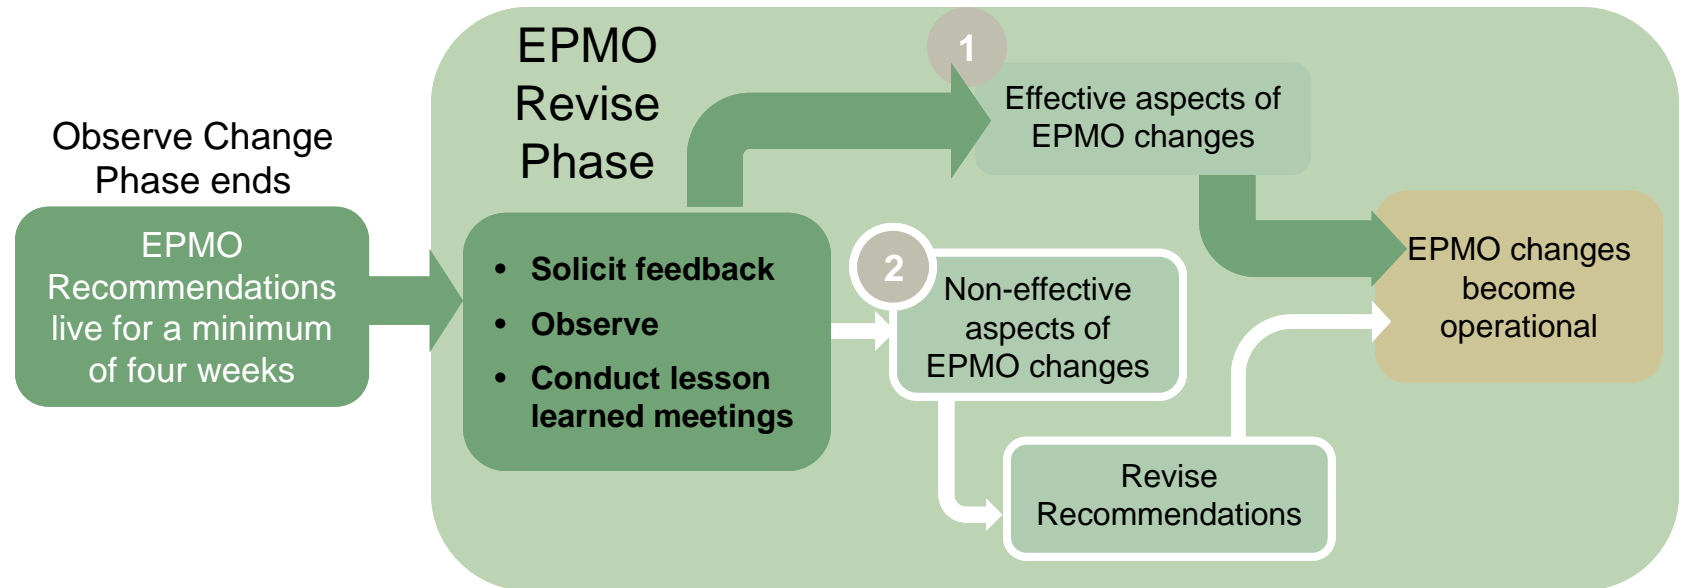 Observe Change
Phase ends
EPMO
Recommendations
live for a minimum
of four weeks
EPMO
Revise
Phase
• Solicit feedback
• Observe
• Conduct lesson
learned meetings
1
Effective aspects of
EPMO changes
2
Non-effective
aspects of
EPMO changes
Revise
Recommendations
EPMO changes
become
operational